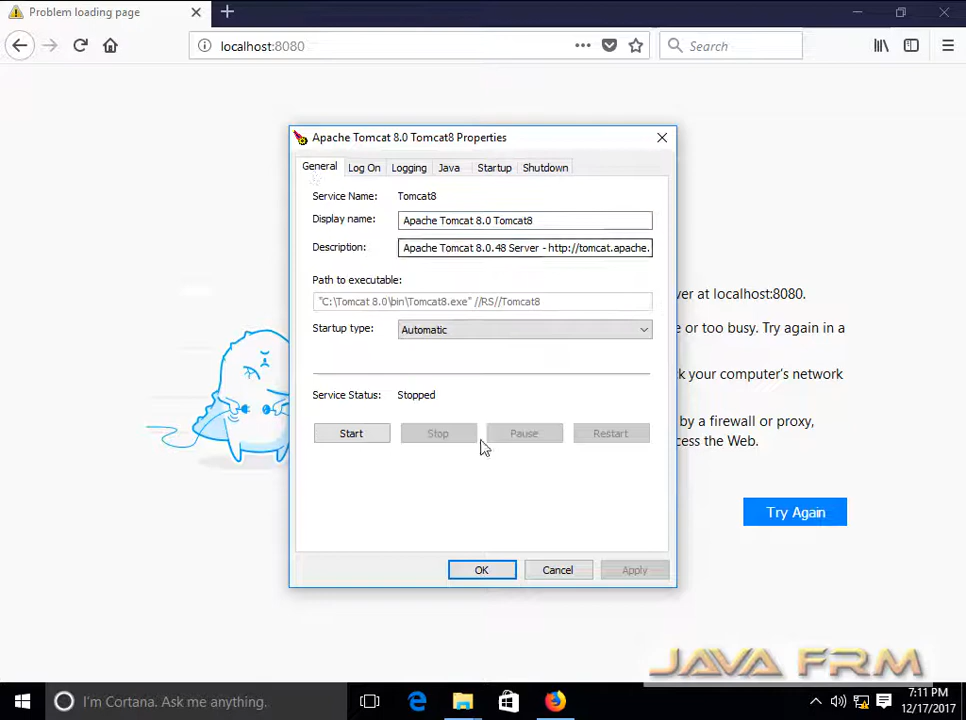 Problem loading page
localhost:8080
Search
Apache Tomcat 8.0 Tomcat8 Properties
General
Log On
Logging
Java
Startup
Shutdown
Service Name: Tomcat8
Display name: Apache Tomcat 8.0 Tomcat8
Description: Apache Tomcat 8.0.48 Server - http://tomcat.apache.
Path to executable:
"C:\Tomcat 8.0\bin\Tomcat8.exe" //RS//Tomcat8
Startup type: Automatic
Service Status: Stopped
Start
Stop
Pause
Restart
OK
Cancel
Apply
ver at localhost:8080.
e or too busy. Try again in a
ck your computer's network
by a firewall or proxy,
cess the Web.
Try Again
JAVA FRM
I'm Cortana. Ask me anything.
7:11 PM
12/17/2017